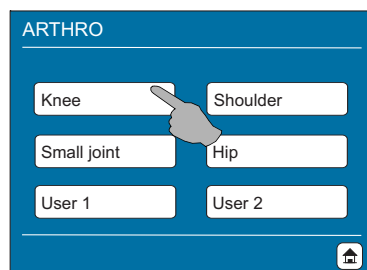 ARTHRO
Knee
Shoulder
Small joint
Hip
User 1
User 2